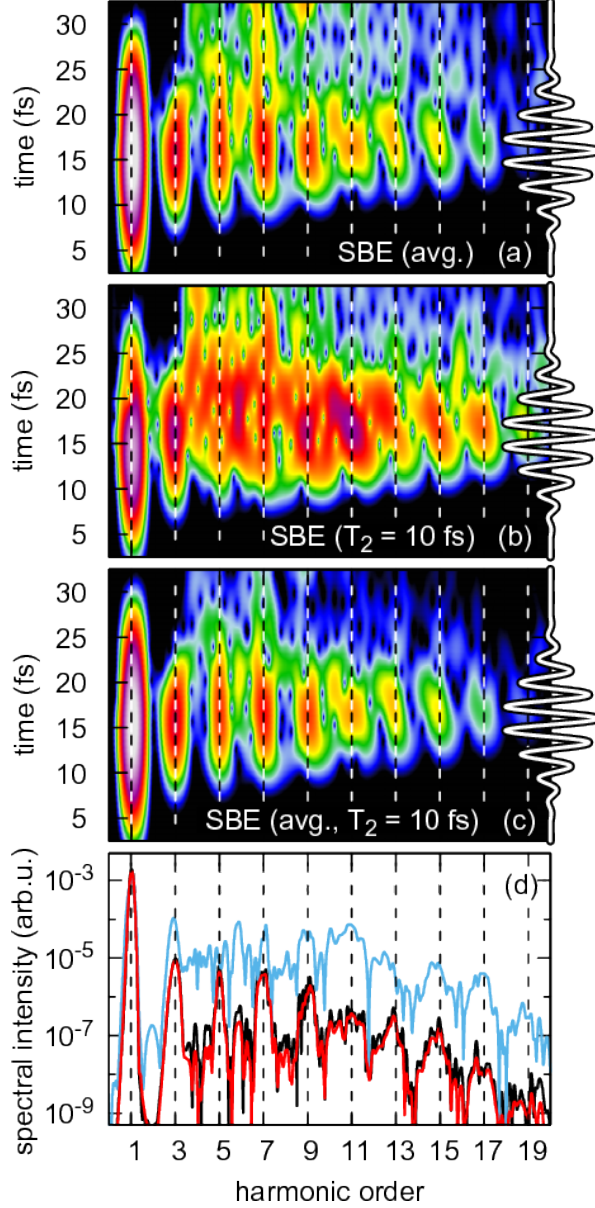 30
25
20
15
10
5
time (fs)
SBE (avg.) (a)
30
25
20
15
10
5
time (fs)
SBE (T₂ = 10 fs) (b)
30
25
20
15
10
5
time (fs)
SBE (avg., T₂ = 10 fs) (c)
spectral intensity (arb.u.)
10⁻³
10⁻⁵
10⁻⁷
10⁻⁹
(d)
1 3 5 7 9 11 13 15 17 19
harmonic order